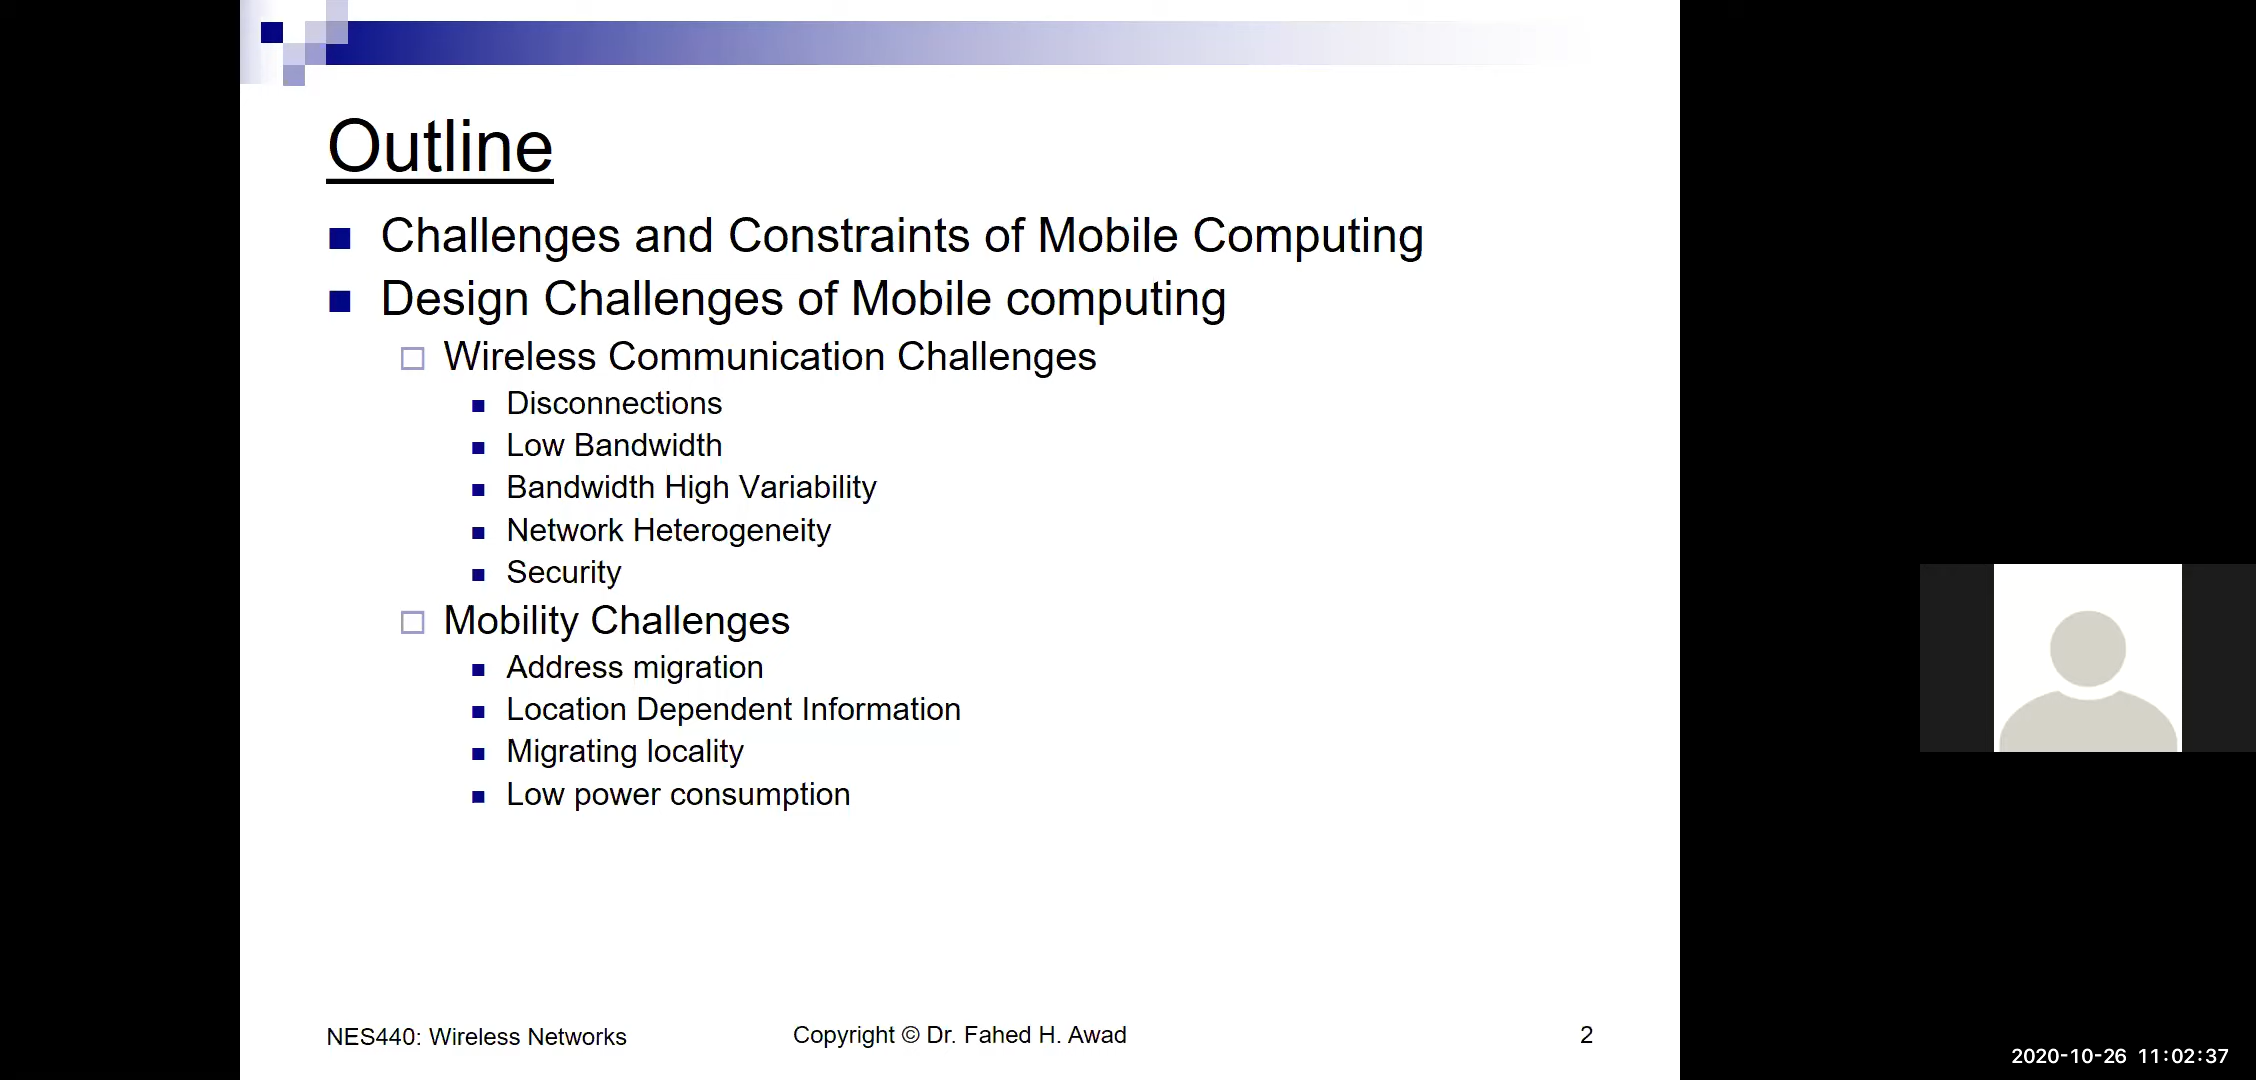 Outline
Challenges and Constraints of Mobile Computing
Design Challenges of Mobile computing
Wireless Communication Challenges
Disconnections
Low Bandwidth
Bandwidth High Variability
Network Heterogeneity
Security
Mobility Challenges
Address migration
Location Dependent Information
Migrating locality
Low power consumption
NES440: Wireless Networks
Copyright © Dr. Fahed H. Awad
2
2020-10-26 11:02:37